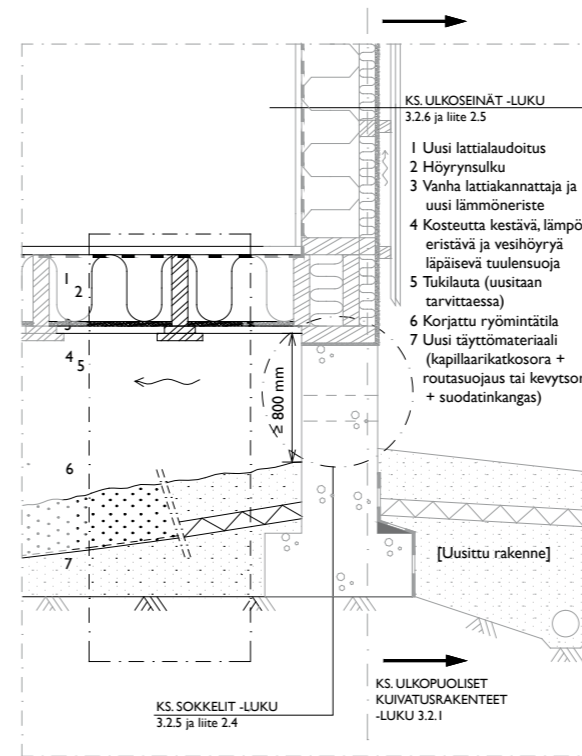 KS. ULKOSEINÄT -LUKU
3.2.6 ja liite 2.5
1 Uusi lattialaudoitus
2 Höyrynsulku
3 Vanha lattiakannattaja ja
uusi lämmöneriste
4 Kosteutta kestävä, lämpö
eristävä ja vesihöyryä
läpäisevä tuulensuoja
5 Tukilauta (uusitaan
tarvittaessa)
6 Korjattu ryömintätila
7 Uusi täyttömateriaali
(kapillaarikatkosora +
routasuojaus tai kevytsor
+ suodatinkangas)
1
2
3
4
5
≥ 800 mm
6
7
[Uusittu rakenne]
KS. SOKKELIT -LUKU
3.2.5 ja liite 2.4
KS. ULKOPUOLISET
KUIVATUSRAKENTEET
-LUKU 3.2.1